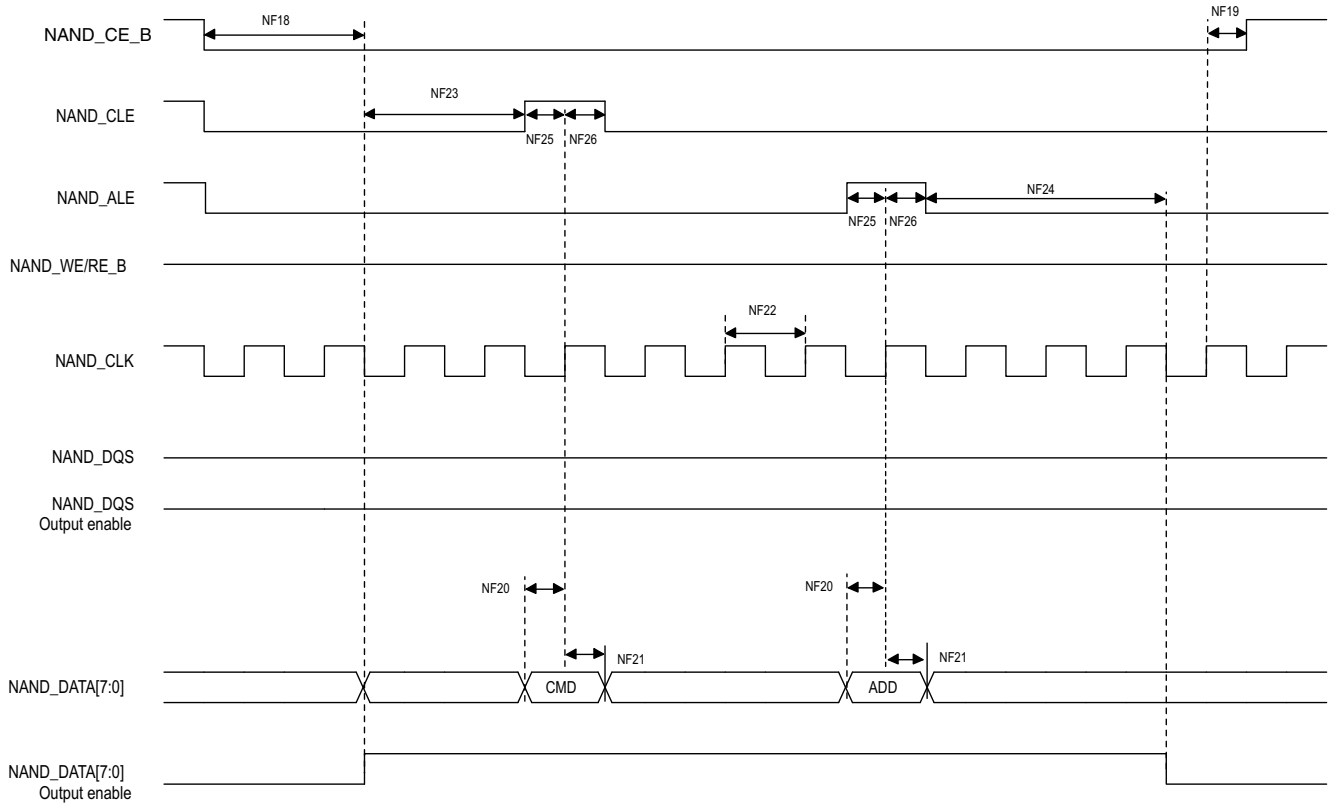 NF18
NF19
NAND_CE_B
NF23
NAND_CLE
NF25
NF26
NAND_ALE
NF24
NF25
NF26
NAND_WE/RE_B
NF22
NAND_CLK
NAND_DQS
NAND_DQS
Output enable
NF20
NF20
NF21
NF21
NAND_DATA[7:0]
CMD
ADD
NAND_DATA[7:0]
Output enable